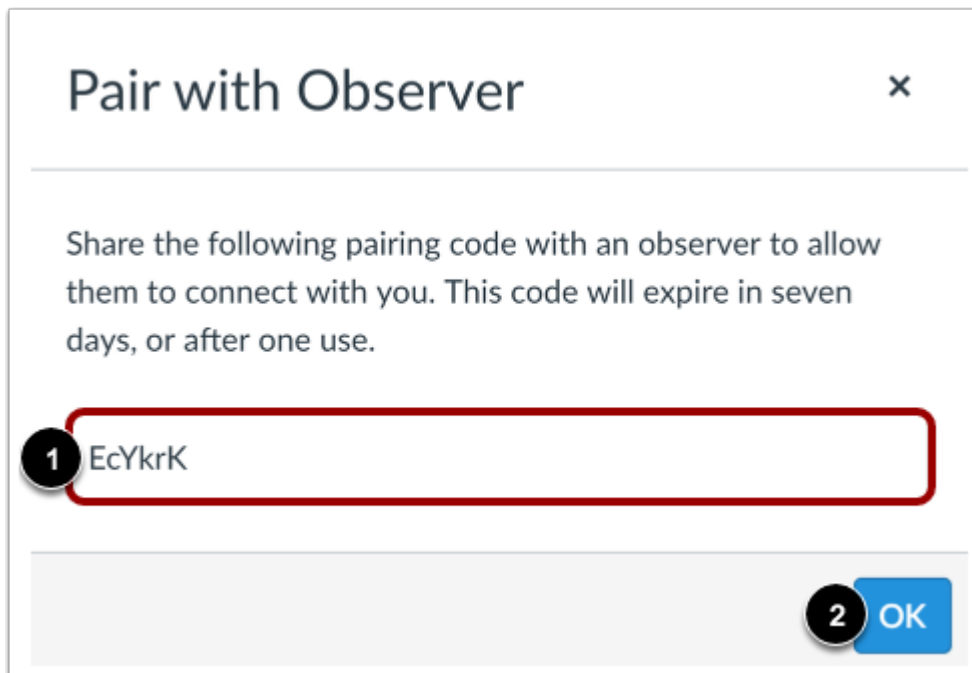 Pair with Observer ×
Share the following pairing code with an observer to allow
them to connect with you. This code will expire in seven
days, or after one use.
1 EcYkrK
2 OK